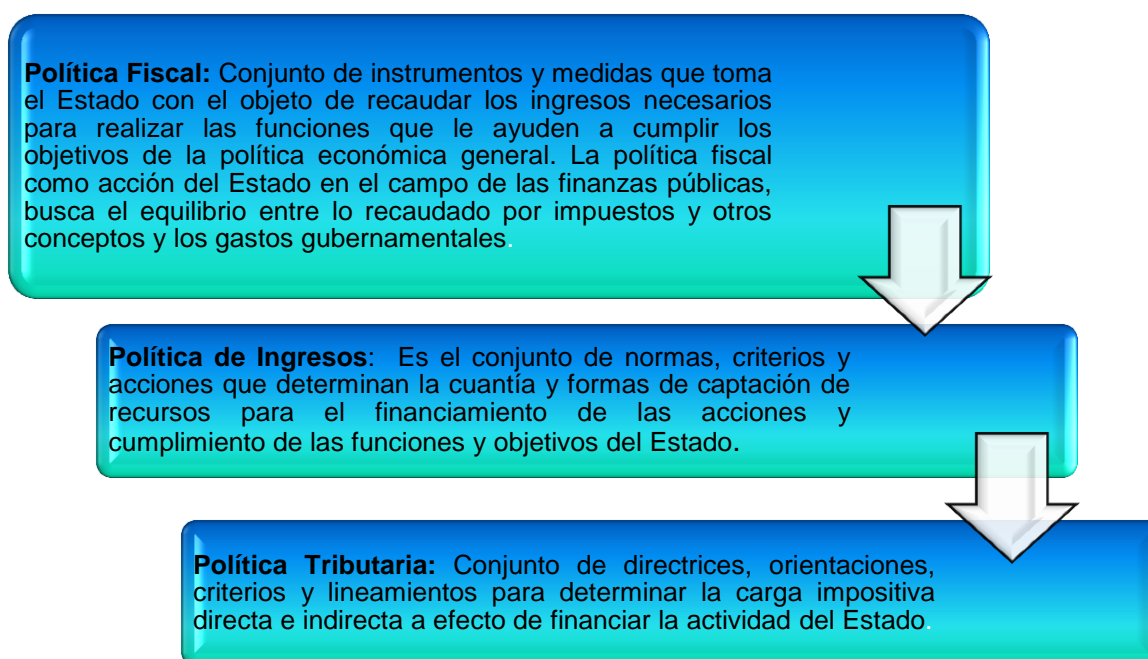 Política Fiscal: Conjunto de instrumentos y medidas que toma
el Estado con el objeto de recaudar los ingresos necesarios
para realizar las funciones que le ayuden a cumplir los
objetivos de la política económica general. La política fiscal
como acción del Estado en el campo de las finanzas públicas,
busca el equilibrio entre lo recaudado por impuestos y otros
conceptos y los gastos gubernamentales.
Política de Ingresos: Es el conjunto de normas, criterios y
acciones que determinan la cuantía y formas de captación de
recursos para el financiamiento de las acciones y
cumplimiento de las funciones y objetivos del Estado.
Política Tributaria: Conjunto de directrices, orientaciones,
criterios y lineamientos para determinar la carga impositiva
directa e indirecta a efecto de financiar la actividad del Estado.